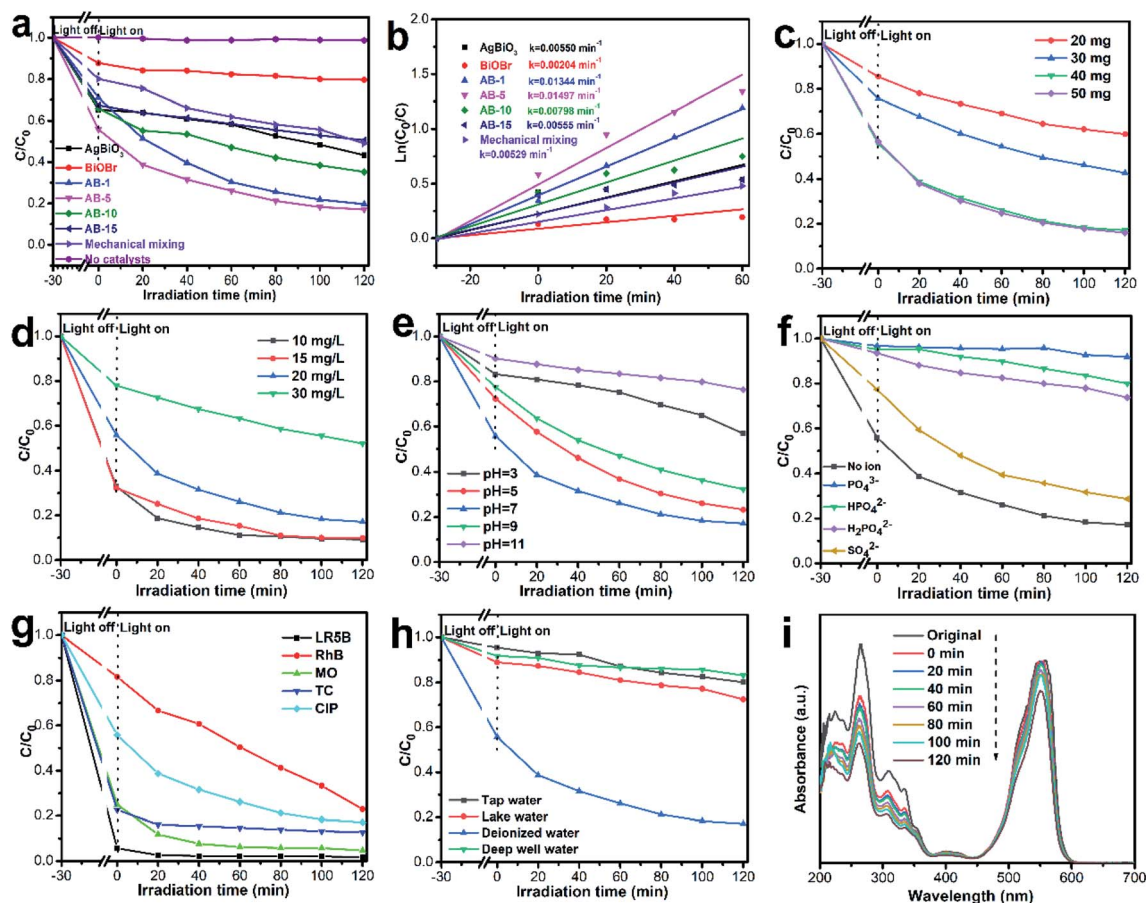 a
Light off
Light on
1.0
0.8
0.6
0.4
0.2
0.0
C/C0
AgBiO3
BiOBr
AB-1
AB-5
AB-10
AB-15
Mechanical mixing
No catalysts
-30 0 20 40 60 80 100 120
Irradiation time (min)
b
2.0
1.5
1.0
0.5
0.0
Ln(C0/C)
AgBiO3 k=0.00550 min-1
BiOBr k=0.00204 min-1
AB-1 k=0.01344 min-1
AB-5 k=0.01497 min-1
AB-10 k=0.00798 min-1
AB-15 k=0.00555 min-1
Mechanical mixing
k=0.00529 min-1
0 20 40 60
Irradiation time (min)
c
Light off
Light on
1.0
0.8
0.6
0.4
0.2
0.0
C/C0
20 mg
30 mg
40 mg
50 mg
-30 0 20 40 60 80 100 120
Irradiation time (min)
d
Light off
Light on
1.0
0.8
0.6
0.4
0.2
0.0
C/C0
10 mg/L
15 mg/L
20 mg/L
30 mg/L
-30 0 20 40 60 80 100 120
Irradiation time (min)
e
Light off
Light on
1.0
0.8
0.6
0.4
0.2
0.0
C/C0
pH=3
pH=5
pH=7
pH=9
pH=11
-30 0 20 40 60 80 100 120
Irradiation time (min)
f
Light off
Light on
1.0
0.8
0.6
0.4
0.2
0.0
C/C0
No ion
PO43-
HPO42-
H2PO42-
SO42-
-30 0 20 40 60 80 100 120
Irradiation time (min)
g
Light off
Light on
1.0
0.8
0.6
0.4
0.2
0.0
C/C0
LR5B
RhB
MO
TC
CIP
-30 0 20 40 60 80 100 120
Irradiation time (min)
h
Light off
Light on
1.0
0.8
0.6
0.4
0.2
0.0
C/C0
Tap water
Lake water
Deionized water
Deep well water
-30 0 20 40 60 80 100 120
Irradiation time (min)
i
Absorbance (a.u.)
Original
0 min
20 min
40 min
60 min
80 min
100 min
120 min
200 300 400 500 600 700
Wavelength (nm)